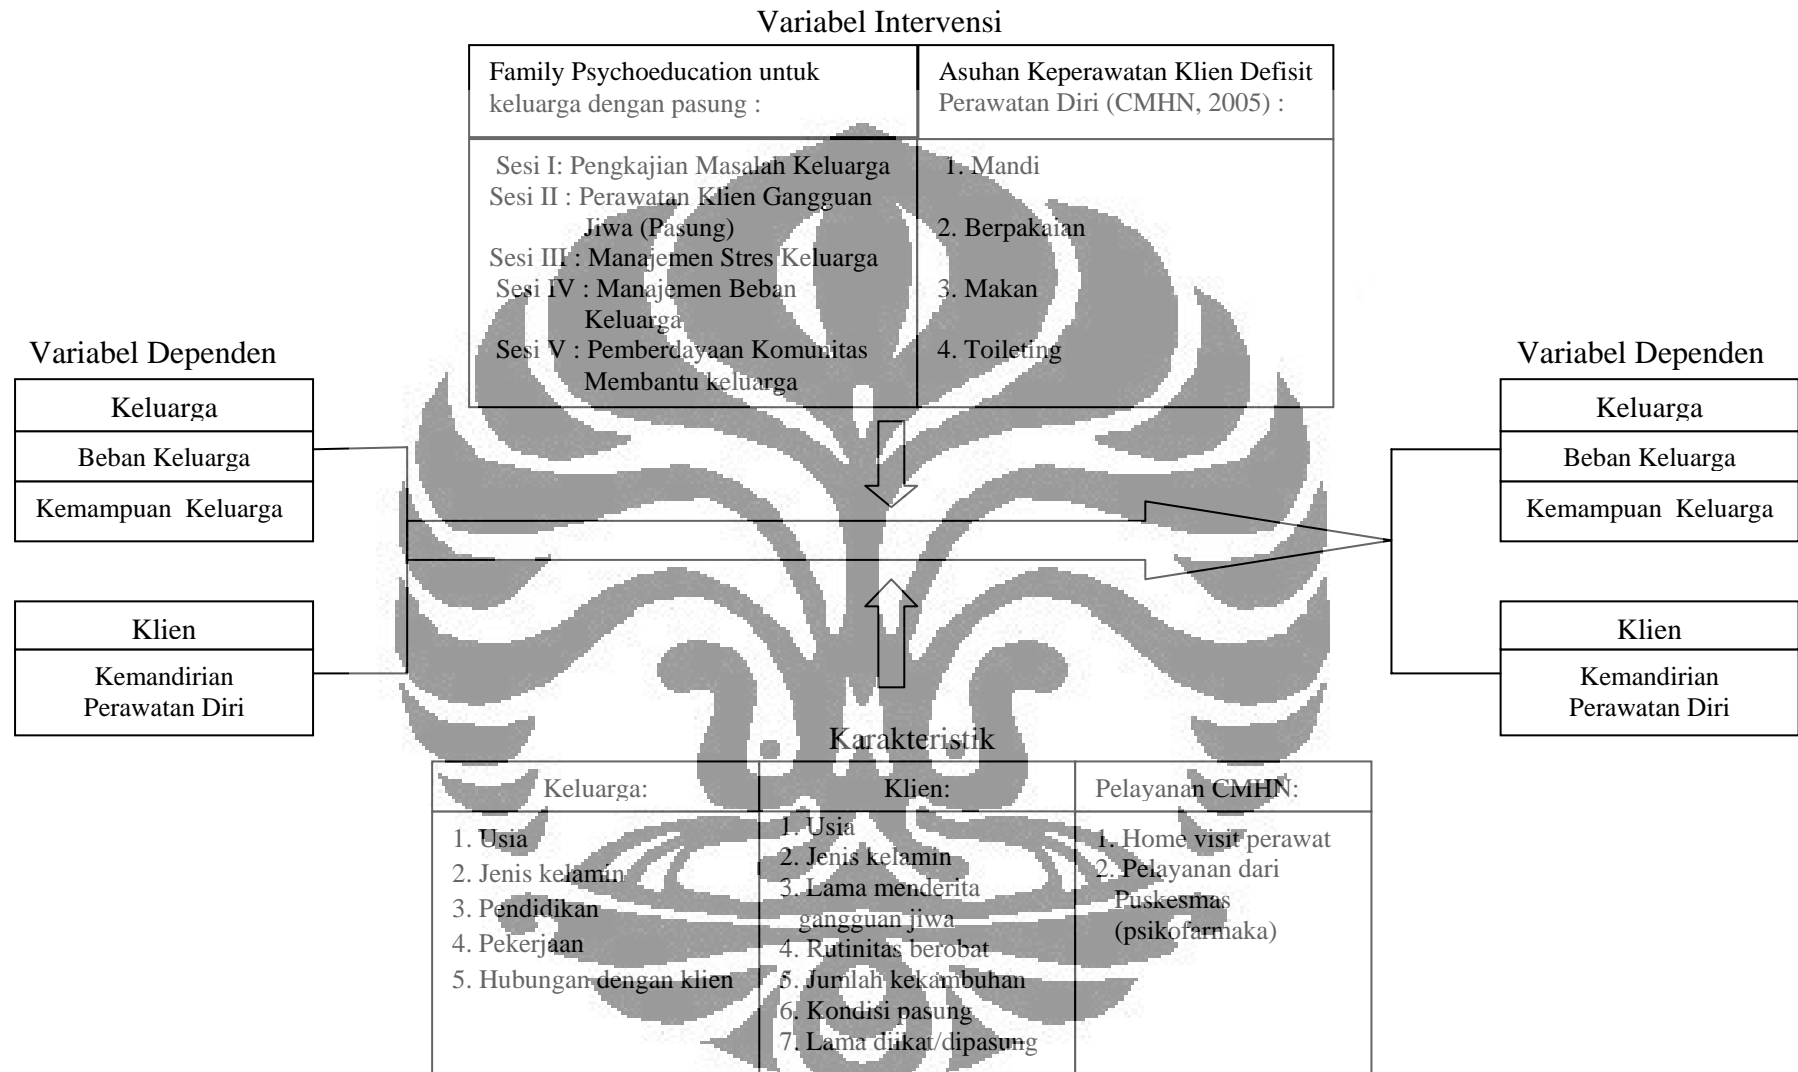 Variabel Intervensi
Family Psychoeducation untuk
keluarga dengan pasung :
Asuhan Keperawatan Klien Defisit
Perawatan Diri (CMHN, 2005) :
Sesi I: Pengkajian Masalah Keluarga
Sesi II : Perawatan Klien Gangguan
Jiwa (Pasung)
Sesi III : Manajemen Stres Keluarga
Sesi IV : Manajemen Beban
Keluarga
Sesi V : Pemberdayaan Komunitas
Membantu keluarga
1. Mandi
2. Berpakaian
3. Makan
4. Toileting
Variabel Dependen
Keluarga
Beban Keluarga
Kemampuan Keluarga
Klien
Kemandirian
Perawatan Diri
Variabel Dependen
Keluarga
Beban Keluarga
Kemampuan Keluarga
Klien
Kemandirian
Perawatan Diri
Karakteristik
Keluarga:
1. Usia
2. Jenis kelamin
3. Pendidikan
4. Pekerjaan
5. Hubungan dengan klien
Klien:
1. Usia
2. Jenis kelamin
3. Lama menderita
gangguan jiwa
4. Rutinitas berobat
5. Jumlah kekambuhan
6. Kondisi pasung
7. Lama diikat/dipasung
Pelayanan CMHN:
1. Home visit perawat
2. Pelayanan dari
Puskesmas
(psikofarmaka)